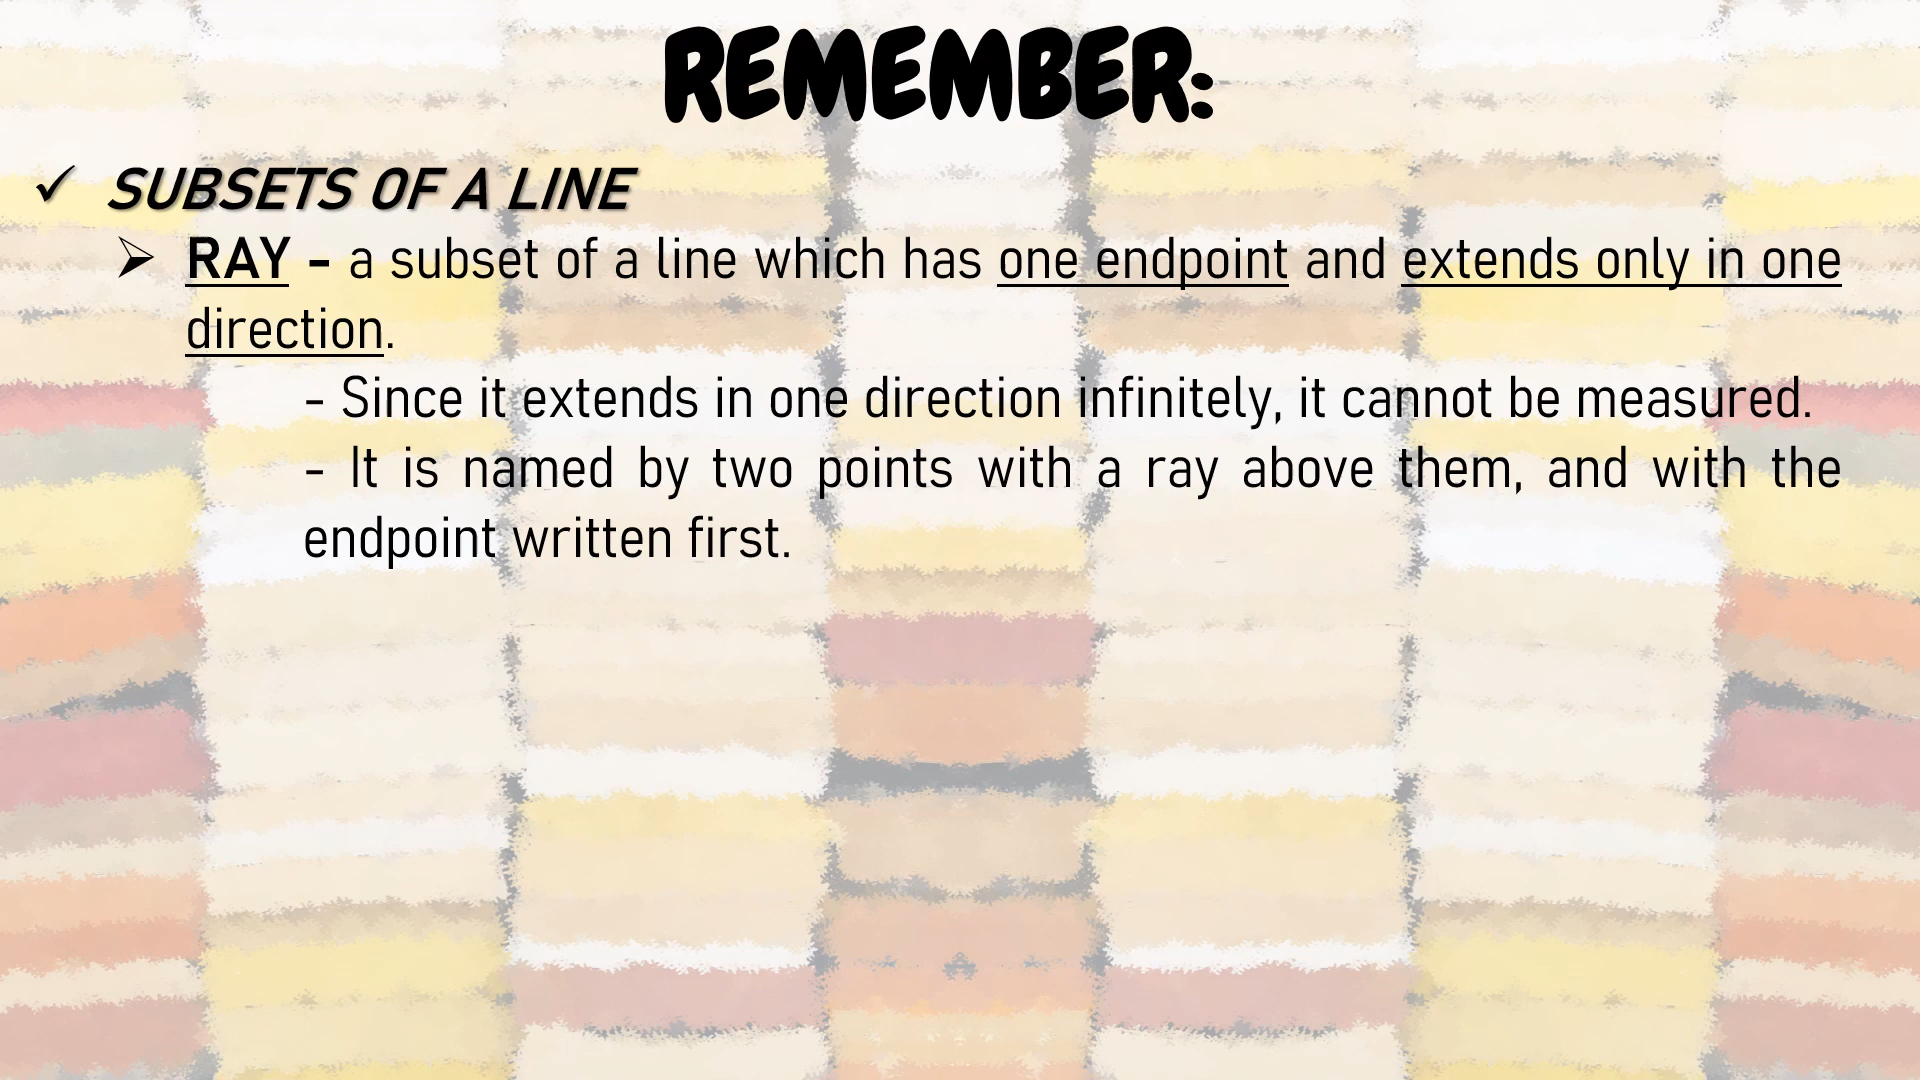 REMEMBER:
✓ SUBSETS OF A LINE
➢ RAY - a subset of a line which has one endpoint and extends only in one
direction.
- Since it extends in one direction infinitely, it cannot be measured.
- It is named by two points with a ray above them, and with the
endpoint written first.